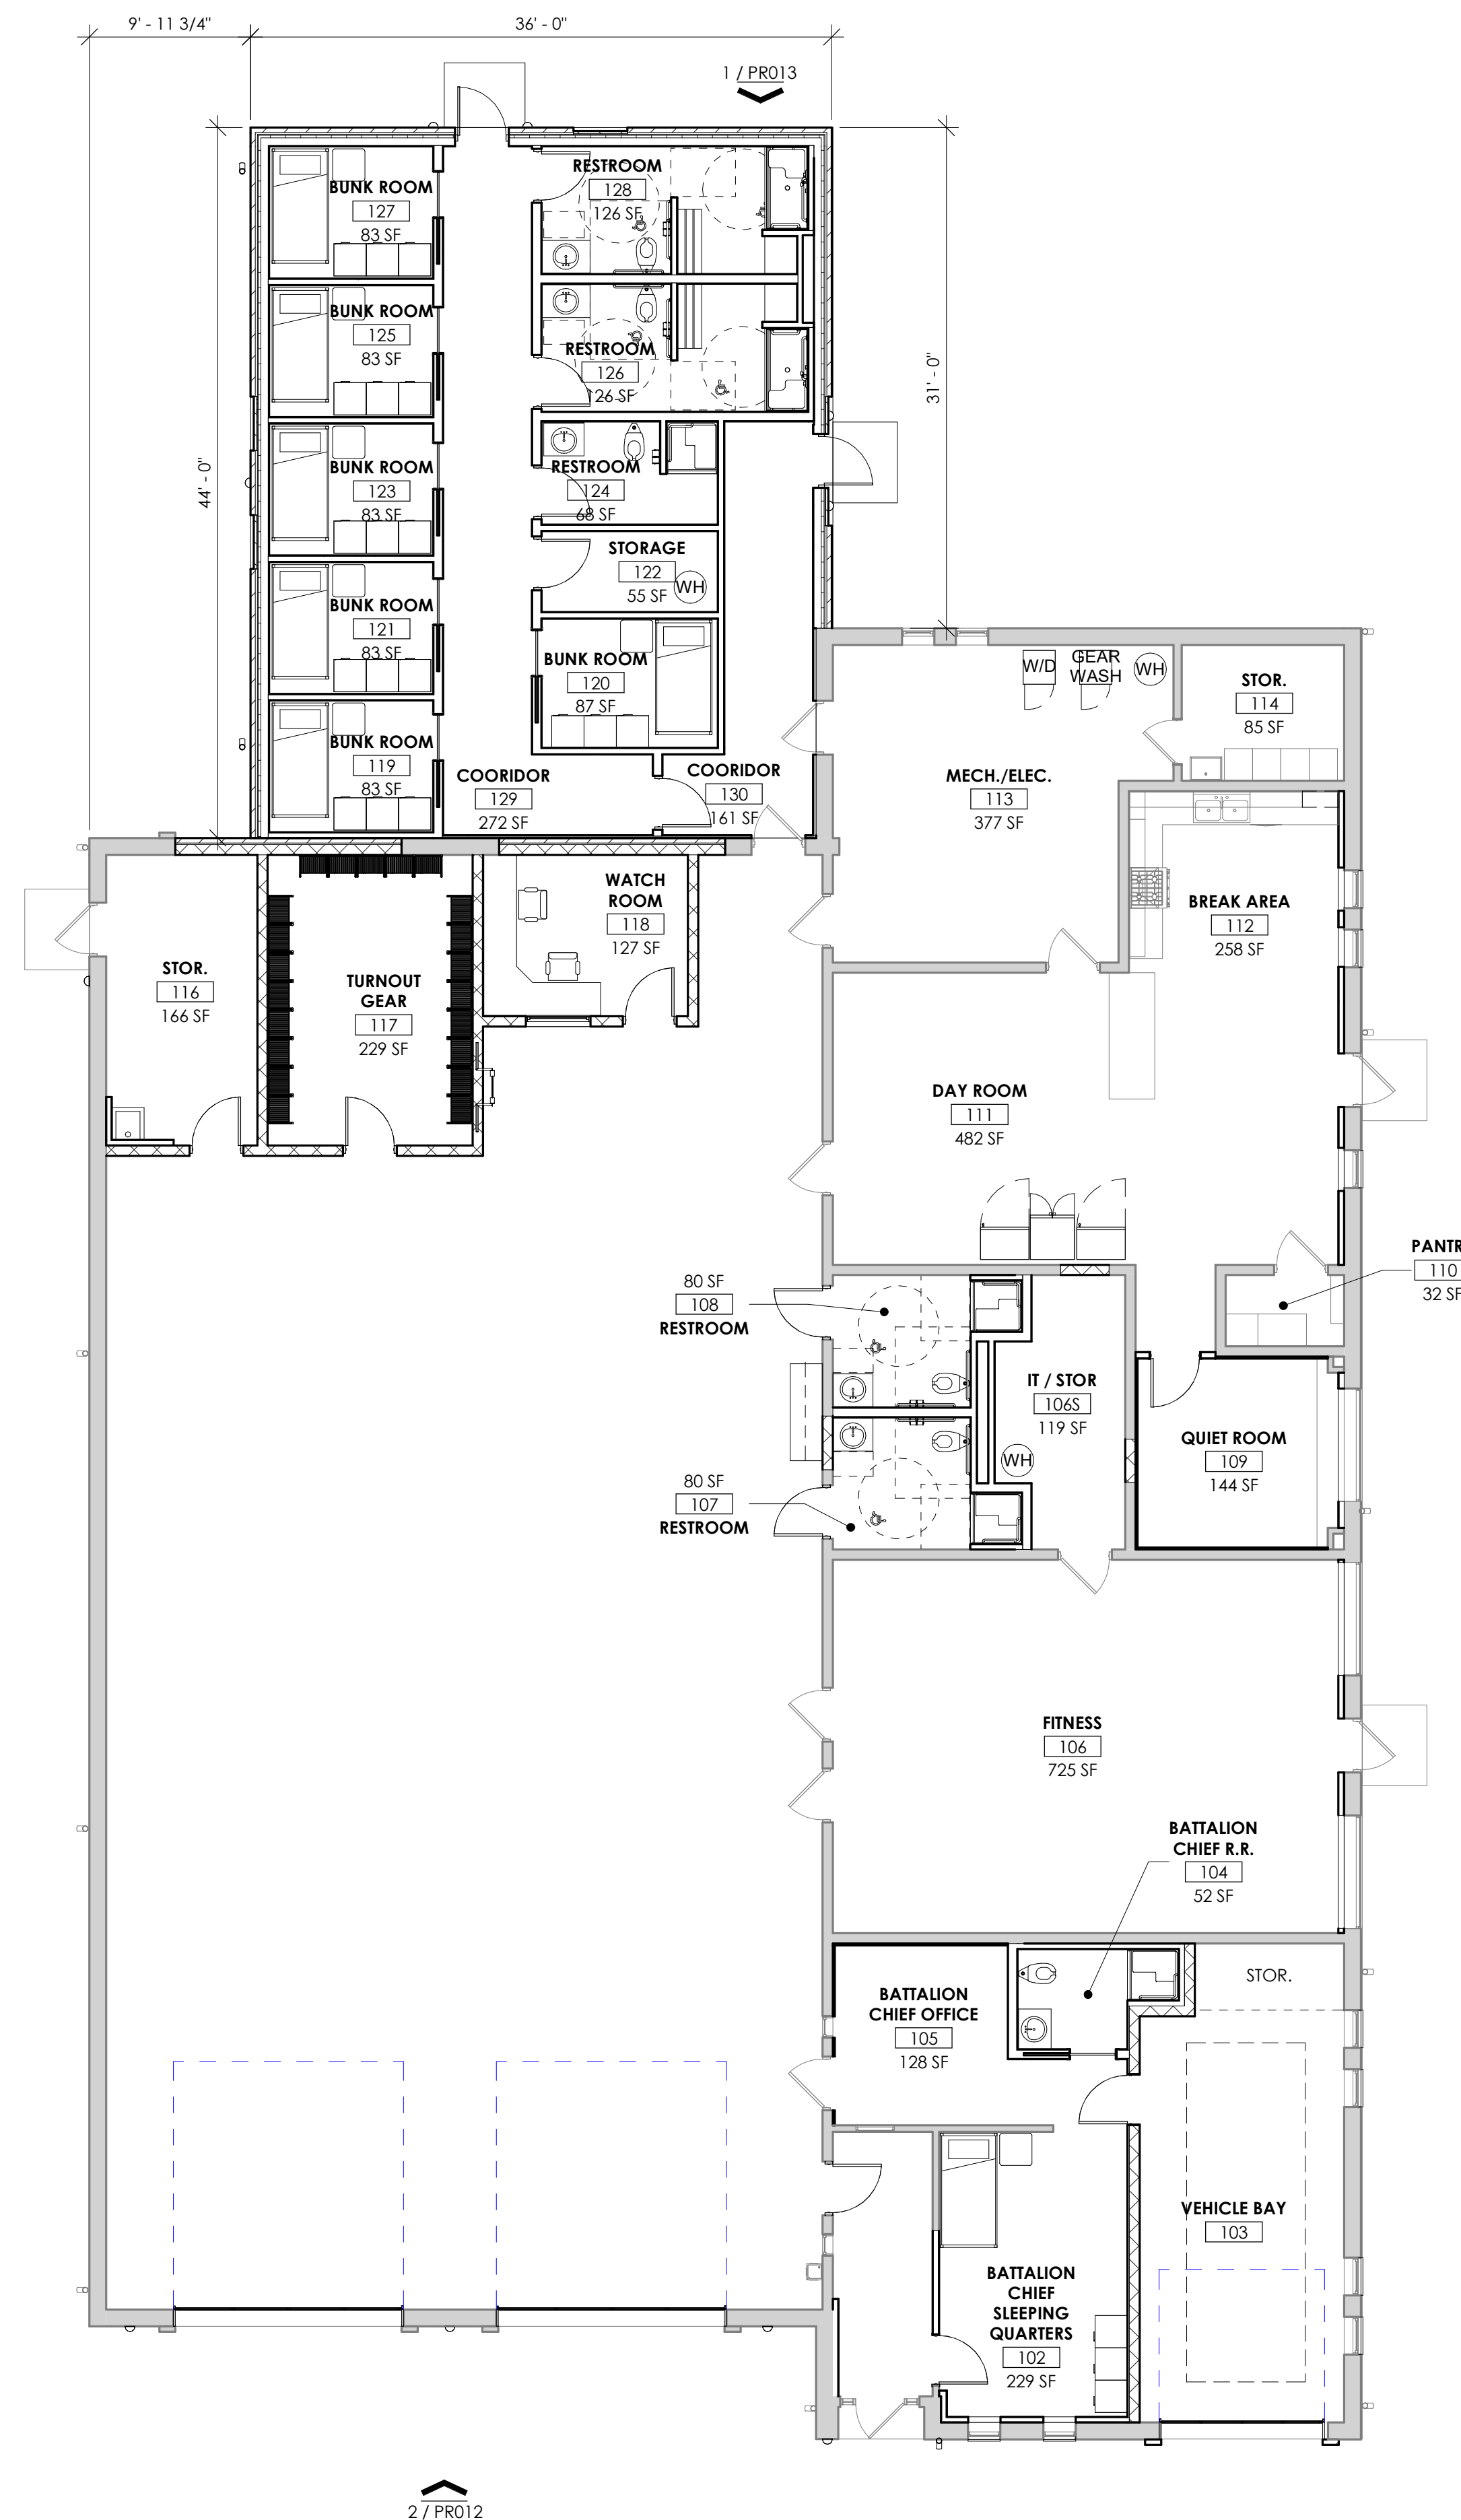 9' - 11 3/4"
36' - 0"
1 / PR013
44' - 0"
31' - 0"
BUNK ROOM
127
83 SF
RESTROOM
128
126 SF
BUNK ROOM
125
83 SF
RESTROOM
126
126 SF
BUNK ROOM
123
83 SF
RESTROOM
124
68 SF
STORAGE
122
55 SF
WH
BUNK ROOM
121
83 SF
BUNK ROOM
120
87 SF
BUNK ROOM
119
83 SF
COORIDOR
129
272 SF
COORIDOR
130
161 SF
W/D
GEAR
WASH
WH
STOR.
114
85 SF
MECH./ELEC.
113
377 SF
WATCH
ROOM
118
127 SF
BREAK AREA
112
258 SF
STOR.
116
166 SF
TURNOUT
GEAR
117
229 SF
DAY ROOM
111
482 SF
PANTR
110
32 SF
80 SF
108
RESTROOM
IT / STOR
106S
119 SF
WH
QUIET ROOM
109
144 SF
80 SF
107
RESTROOM
FITNESS
106
725 SF
BATTALION
CHIEF R.R.
104
52 SF
STOR.
BATTALION
CHIEF OFFICE
105
128 SF
VEHICLE BAY
103
BATTALION
CHIEF
SLEEPING
QUARTERS
102
229 SF
2 / PR012